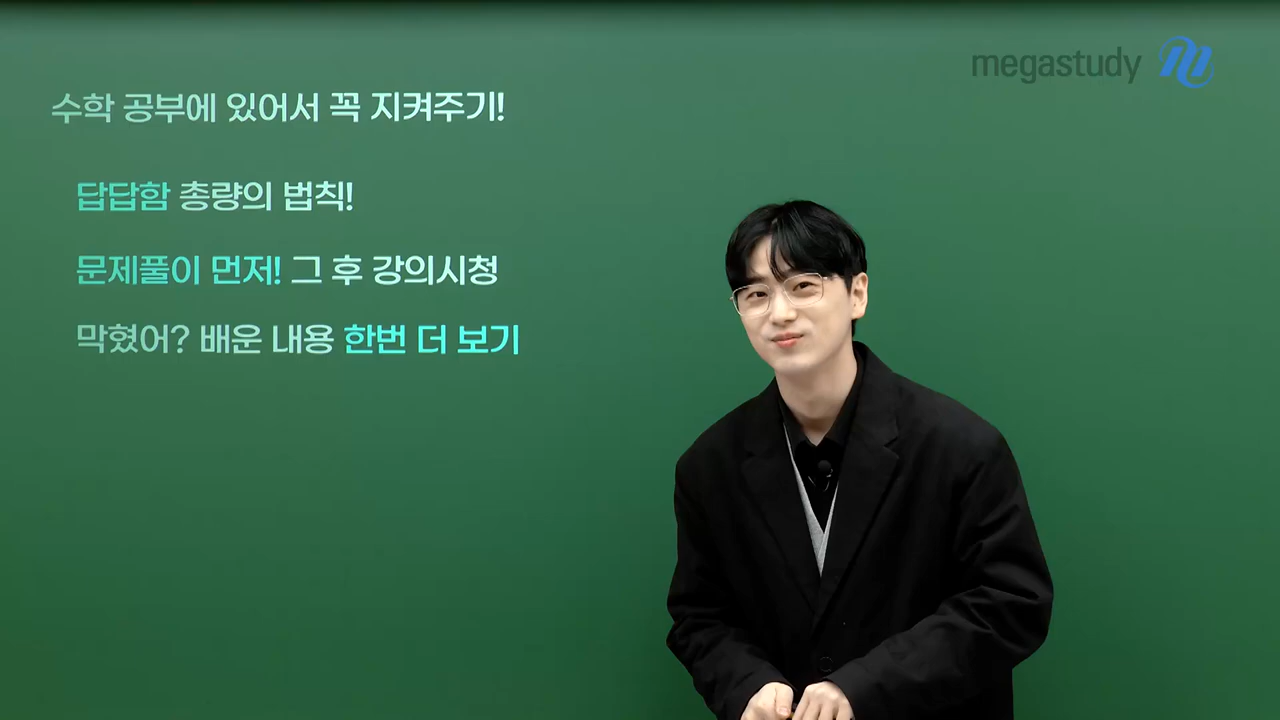 megastudy
수학 공부에 있어서 꼭 지켜주기!
답답함 총량의 법칙!
문제풀이 먼저! 그 후 강의시청
막혔어? 배운 내용 한번 더 보기